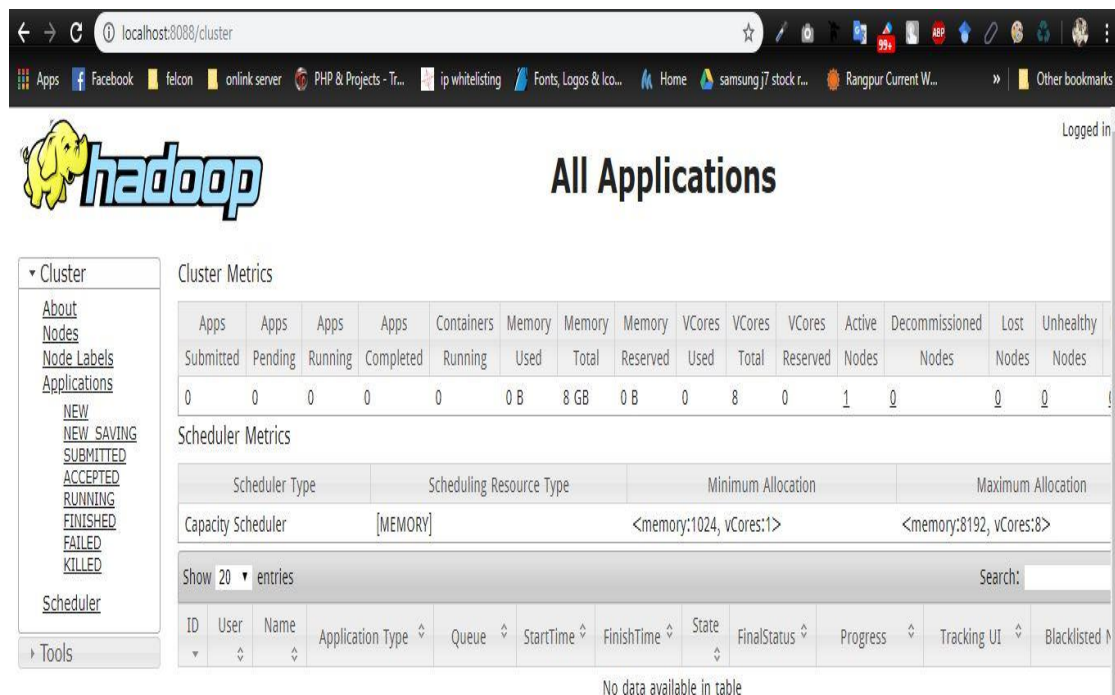 localhost:8088/cluster
99+
ABP
Apps Facebook felcon onlink server PHP & Projects - Tr... ip whitelisting Fonts, Logos & Ico... Home samsung j7 stock r... Rangpur Current W... » Other bookmarks
Logged in
hadoop
All Applications
Cluster
About
Nodes
Node Labels
Applications
NEW
NEW_SAVING
SUBMITTED
ACCEPTED
RUNNING
FINISHED
FAILED
KILLED
Scheduler
Tools
Cluster Metrics
Apps Submitted Apps Pending Apps Running Apps Completed Containers Running Memory Used Memory Total Memory Reserved VCores Used VCores Total VCores Reserved Active Nodes Decommissioned Nodes Lost Nodes Unhealthy Nodes
0 0 0 0 0 0 B 8 GB 0 B 0 8 0 1 0 0 0
Scheduler Metrics
Scheduler Type Scheduling Resource Type Minimum Allocation Maximum Allocation
Capacity Scheduler [MEMORY] <memory:1024, vCores:1> <memory:8192, vCores:8>
Show 20 entries Search:
ID User Name Application Type Queue StartTime FinishTime State FinalStatus Progress Tracking UI Blacklisted N
No data available in table